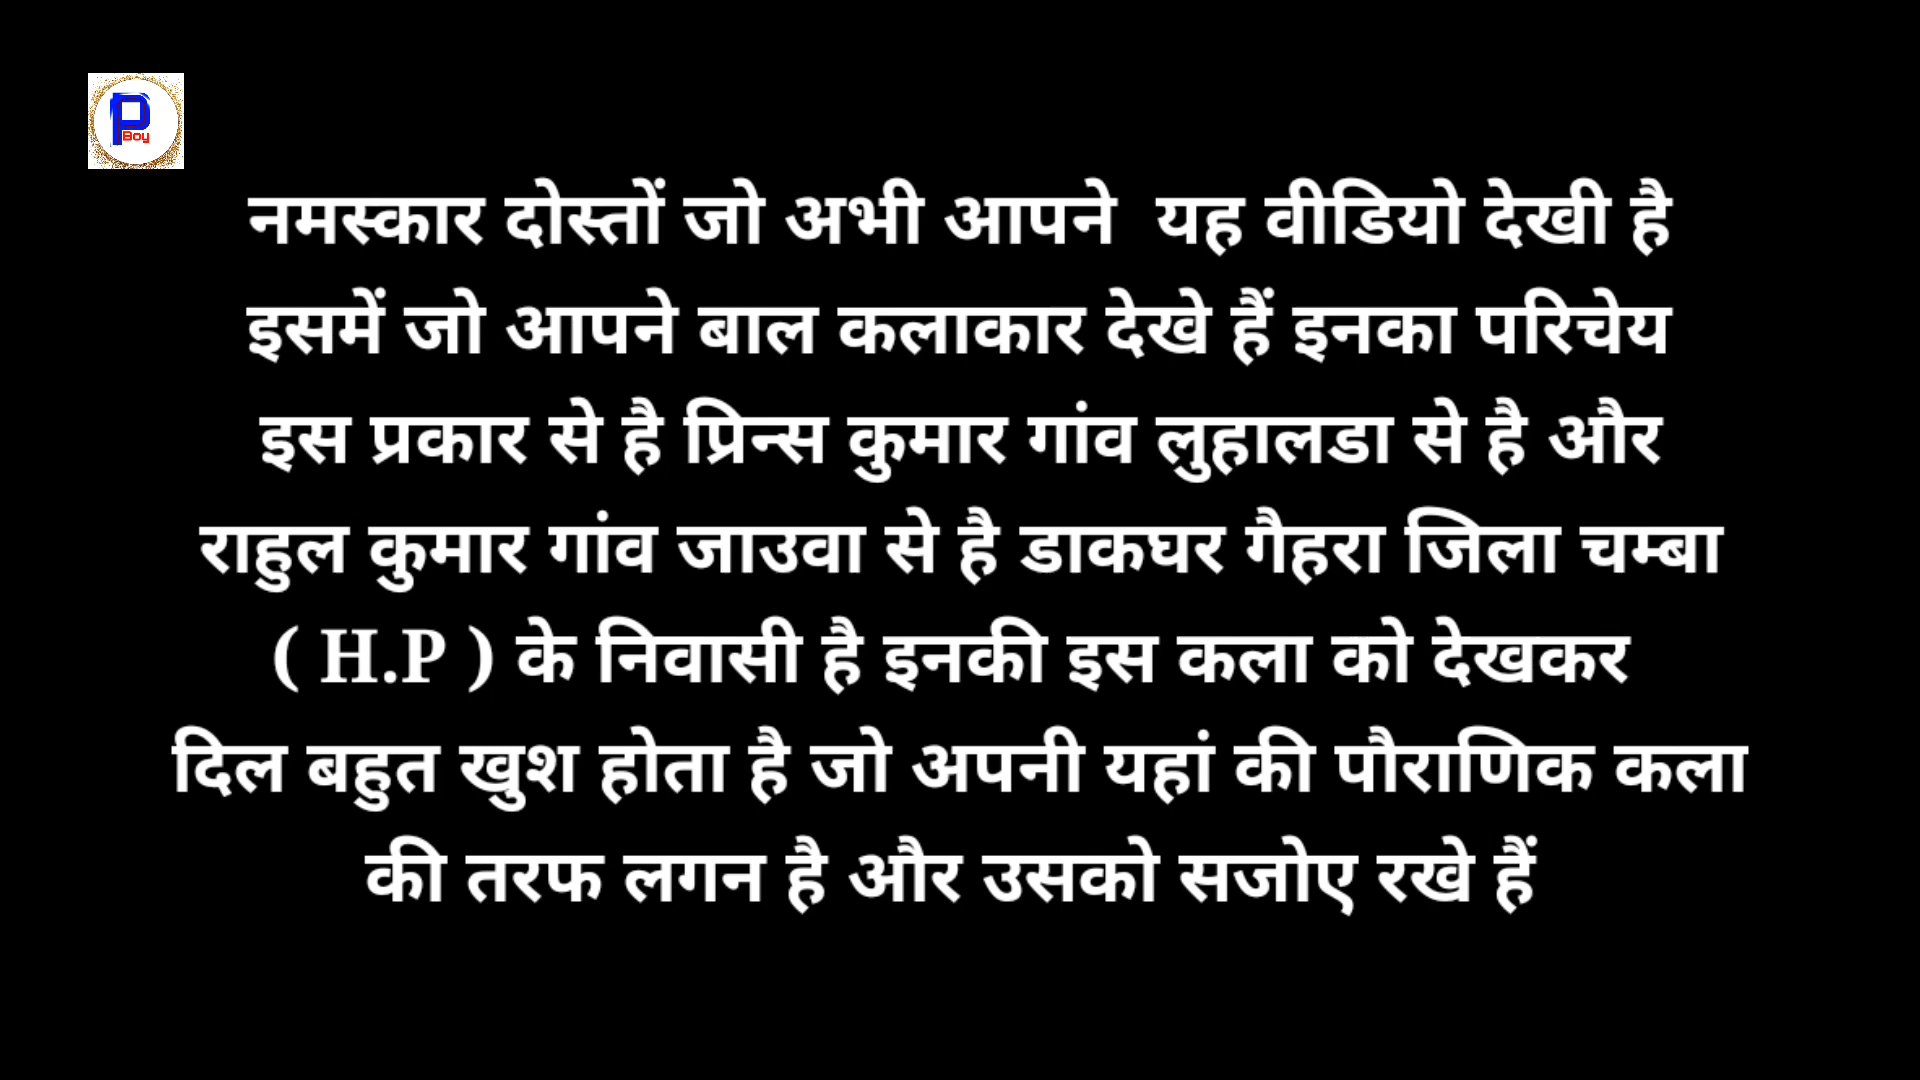 P
Boy
नमस्कार दोस्तों जो अभी आपने यह वीडियो देखी है
इसमें जो आपने बाल कलाकार देखे हैं इनका परिचेय
इस प्रकार से है प्रिन्स कुमार गांव लुहालडा से है और
राहुल कुमार गांव जाउवा से है डाकघर गैहरा जिला चम्बा
( H.P ) के निवासी है इनकी इस कला को देखकर
दिल बहुत खुश होता है जो अपनी यहां की पौराणिक कला
की तरफ लगन है और उसको सजोए रखे हैं